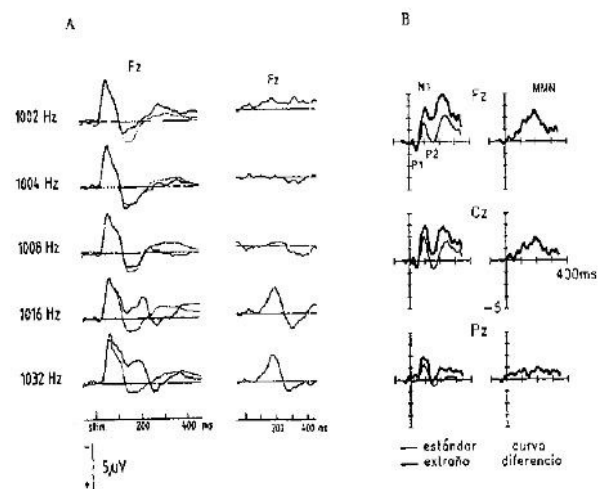 A
B
Fz
Fz
1002 Hz
1004 Hz
1008 Hz
1016 Hz
1032 Hz
stim
200
400
ms
200
400
ms
5µV
N1
Fz
MMN
P1
P2
Cz
400ms
-5
Pz
estándar
extraño
curva
diferencia